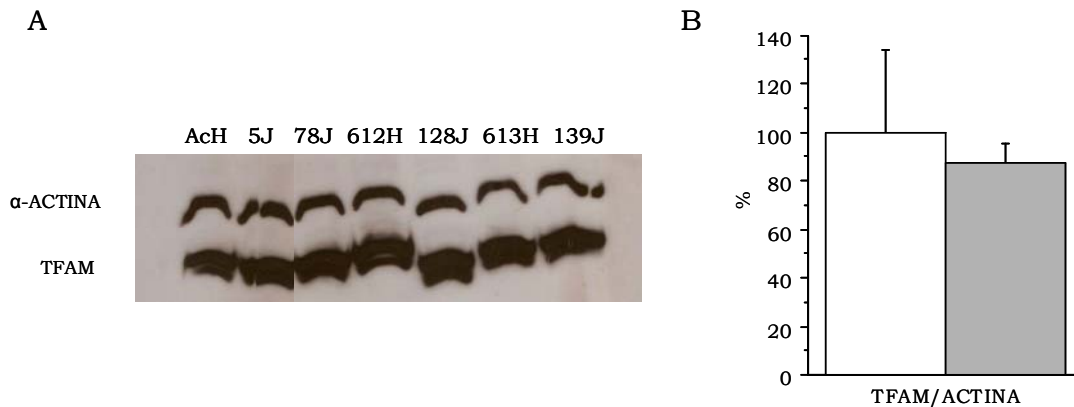 A
AcH 5J 78J 612H 128J 613H 139J
α-ACTINA
TFAM
B
140
120
100
80
60
40
20
0
%
TFAM/ACTINA